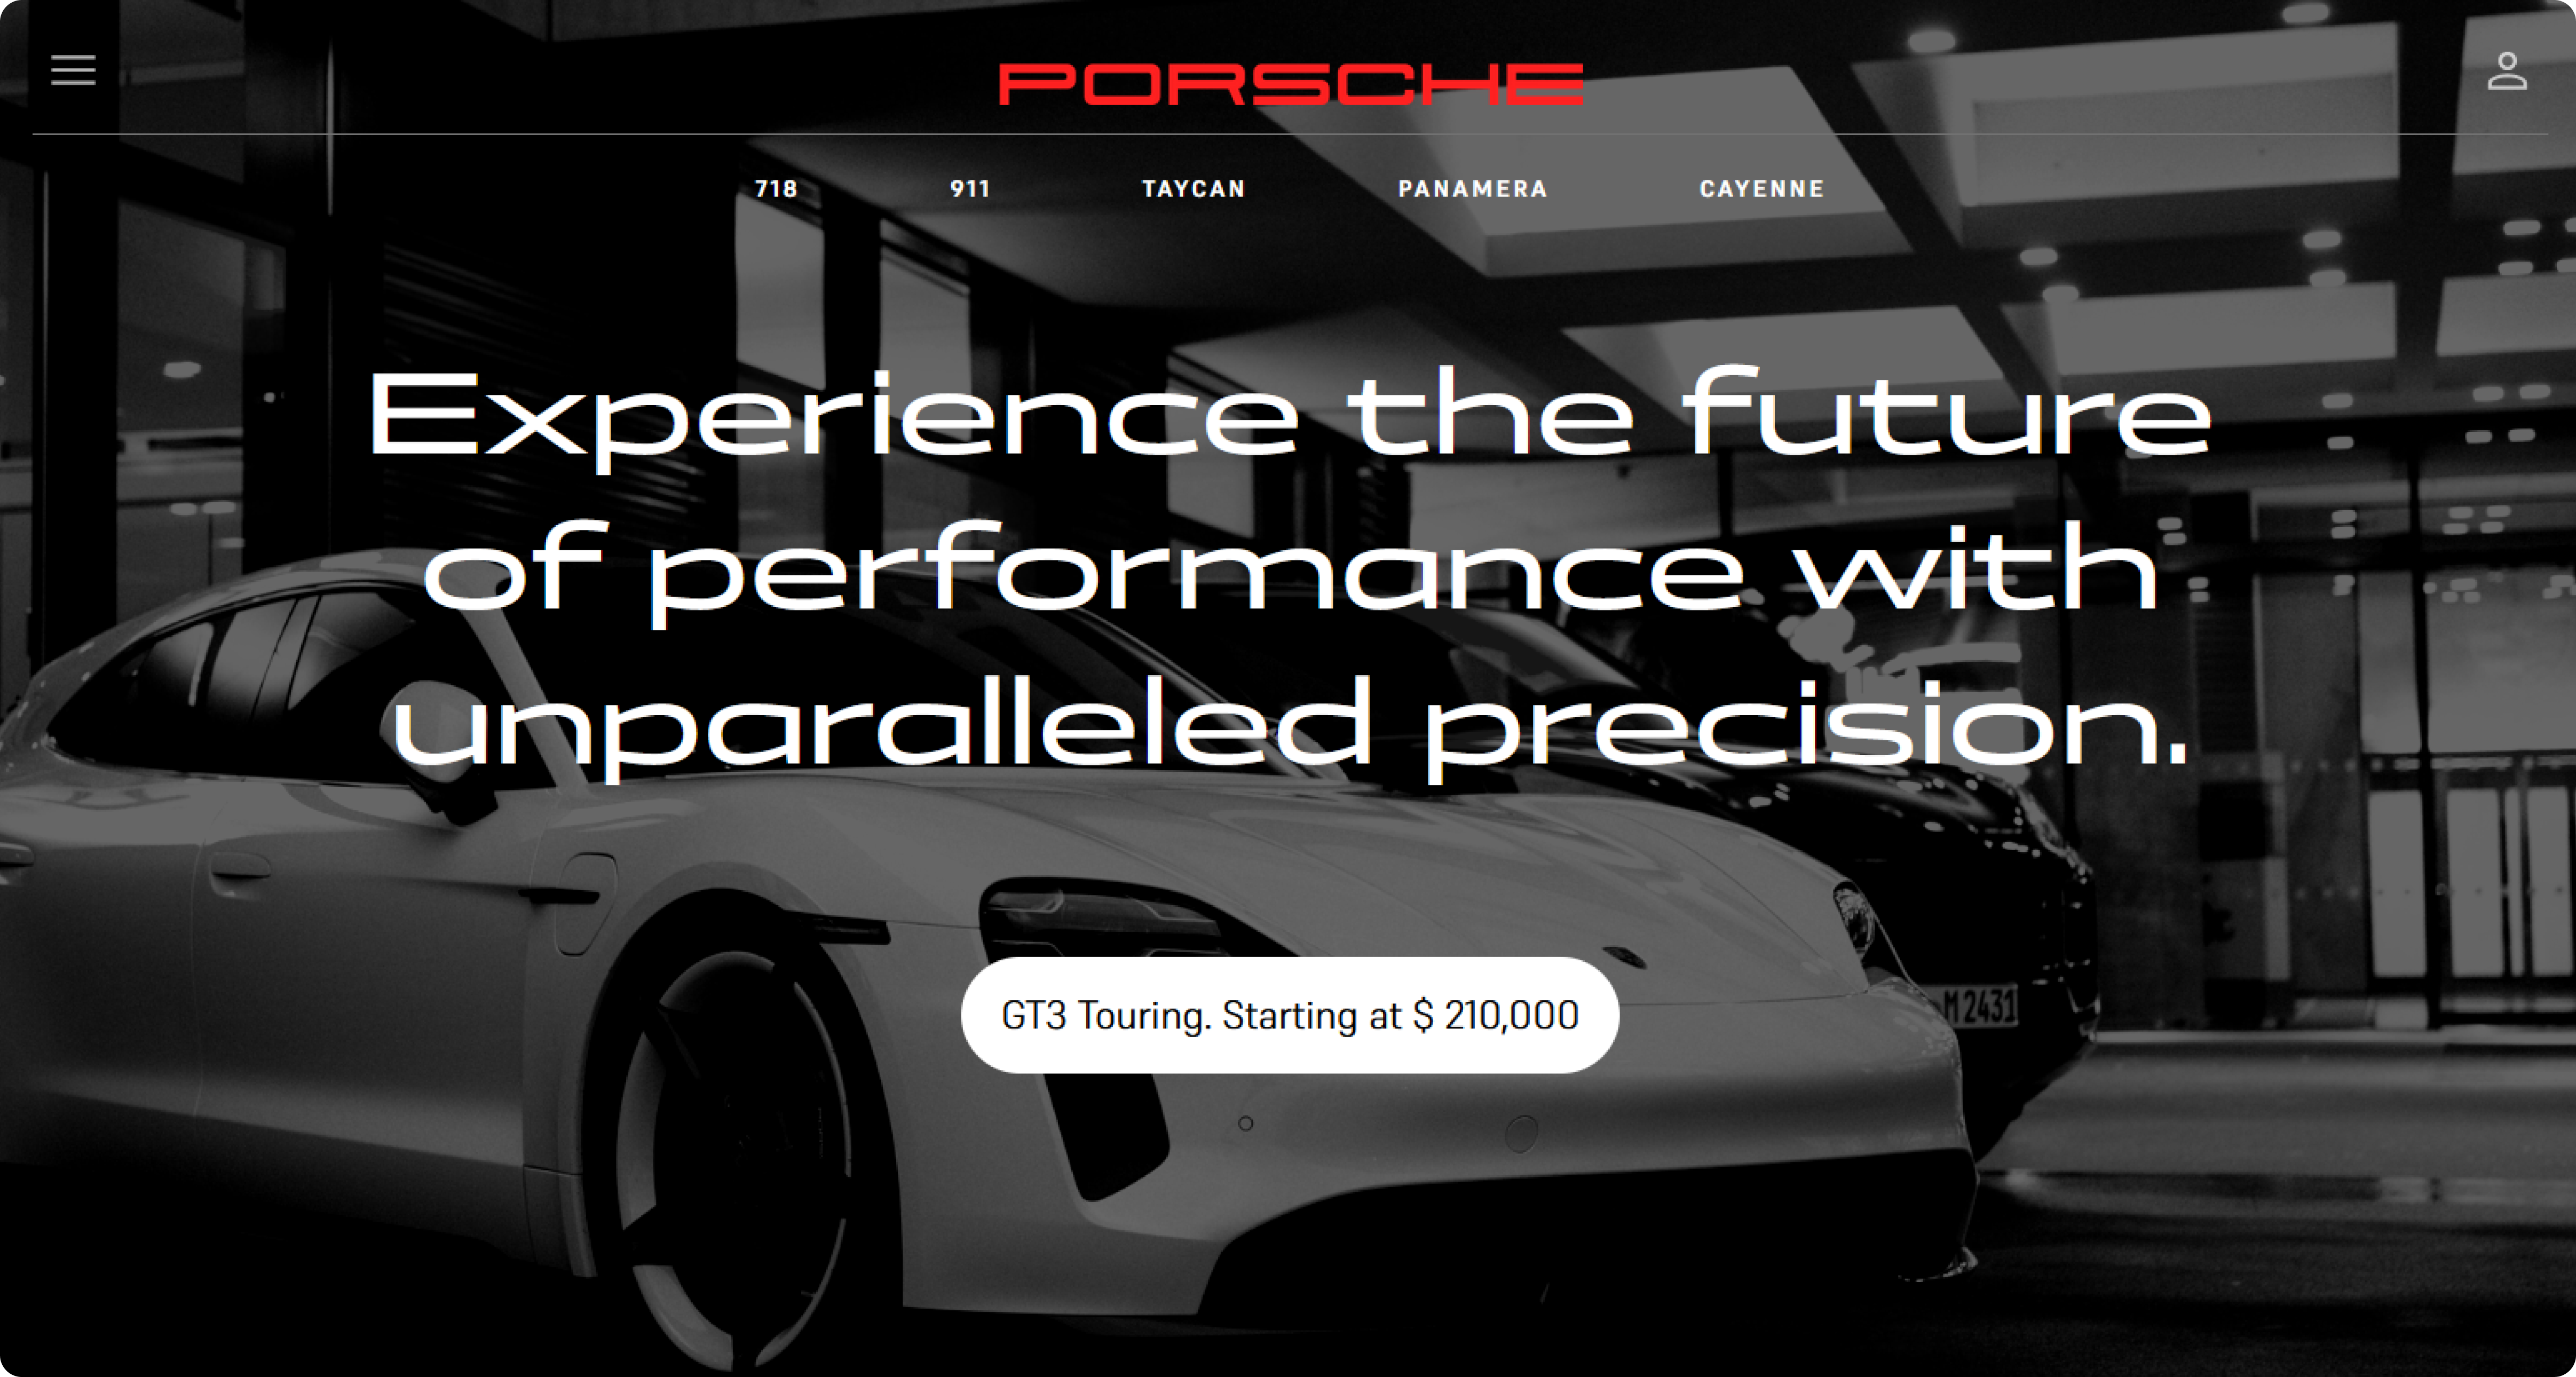 PORSCHE
718 911 TAYCAN PANAMERA CAYENNE
Experience the future
of performance with
unparalleled precision.
GT3 Touring. Starting at $ 210,000
M 2431